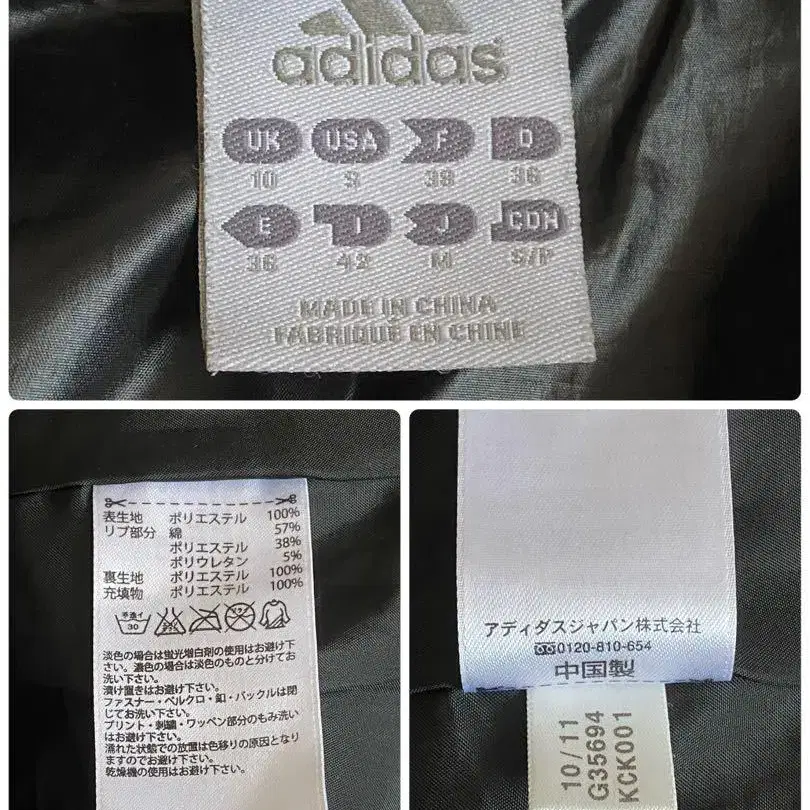 adidas
UK USA F D
10 S 38 36
E I J CDN
36 42 M S/P
MADE IN CHINA
FABRIQUÉ EN CHINE
表生地 ポリエステル 100%
リブ部分 綿 57%
ポリエステル 38%
ポリウレタン 5%
裏生地 ポリエステル 100%
充填物 ポリエステル 100%
手洗イ
30
淡色の場合は蛍光増白剤の使用はお避け下
さい。濃色の場合は淡色のものと分けてお
洗い下さい。
漬け置きはお避け下さい。
ファスナー・ベルクロ・釦・バックルは閉
じてお洗い下さい。
プリント・刺繍・ワッペン部分のもみ洗い
はお避け下さい。
濡れた状態での放置は色移りの原因となり
ますのでお避け下さい。
乾燥機の使用はお避け下さい。
アディダスジャパン株式会社
0120-810-654
中国製
10/11
G35694
KCK001